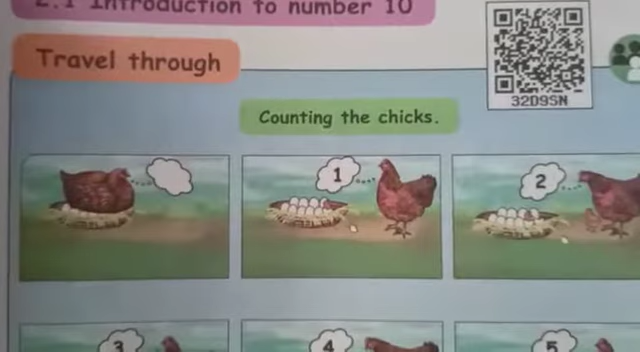 2.1 Introduction to number 10
32D9SN
Travel through
Counting the chicks.
1
2
3
4
5